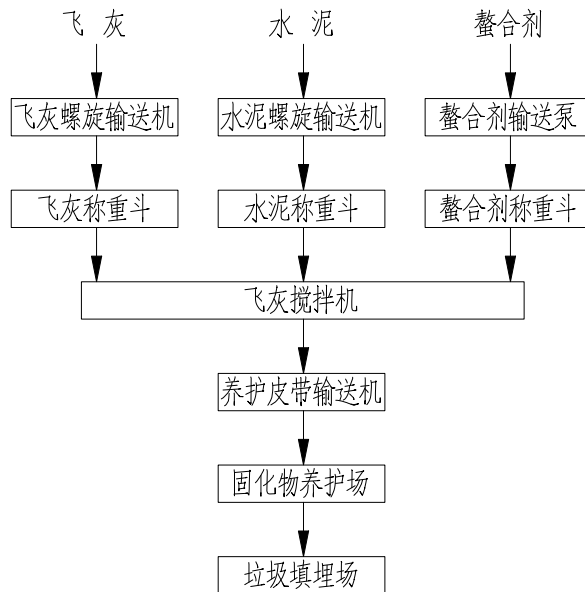 飞 灰 水 泥 螯合剂
飞灰螺旋输送机 水泥螺旋输送机 螯合剂输送泵
飞灰称重斗 水泥称重斗 螯合剂称重斗
飞灰搅拌机
养护皮带输送机
固化物养护场
垃圾填埋场